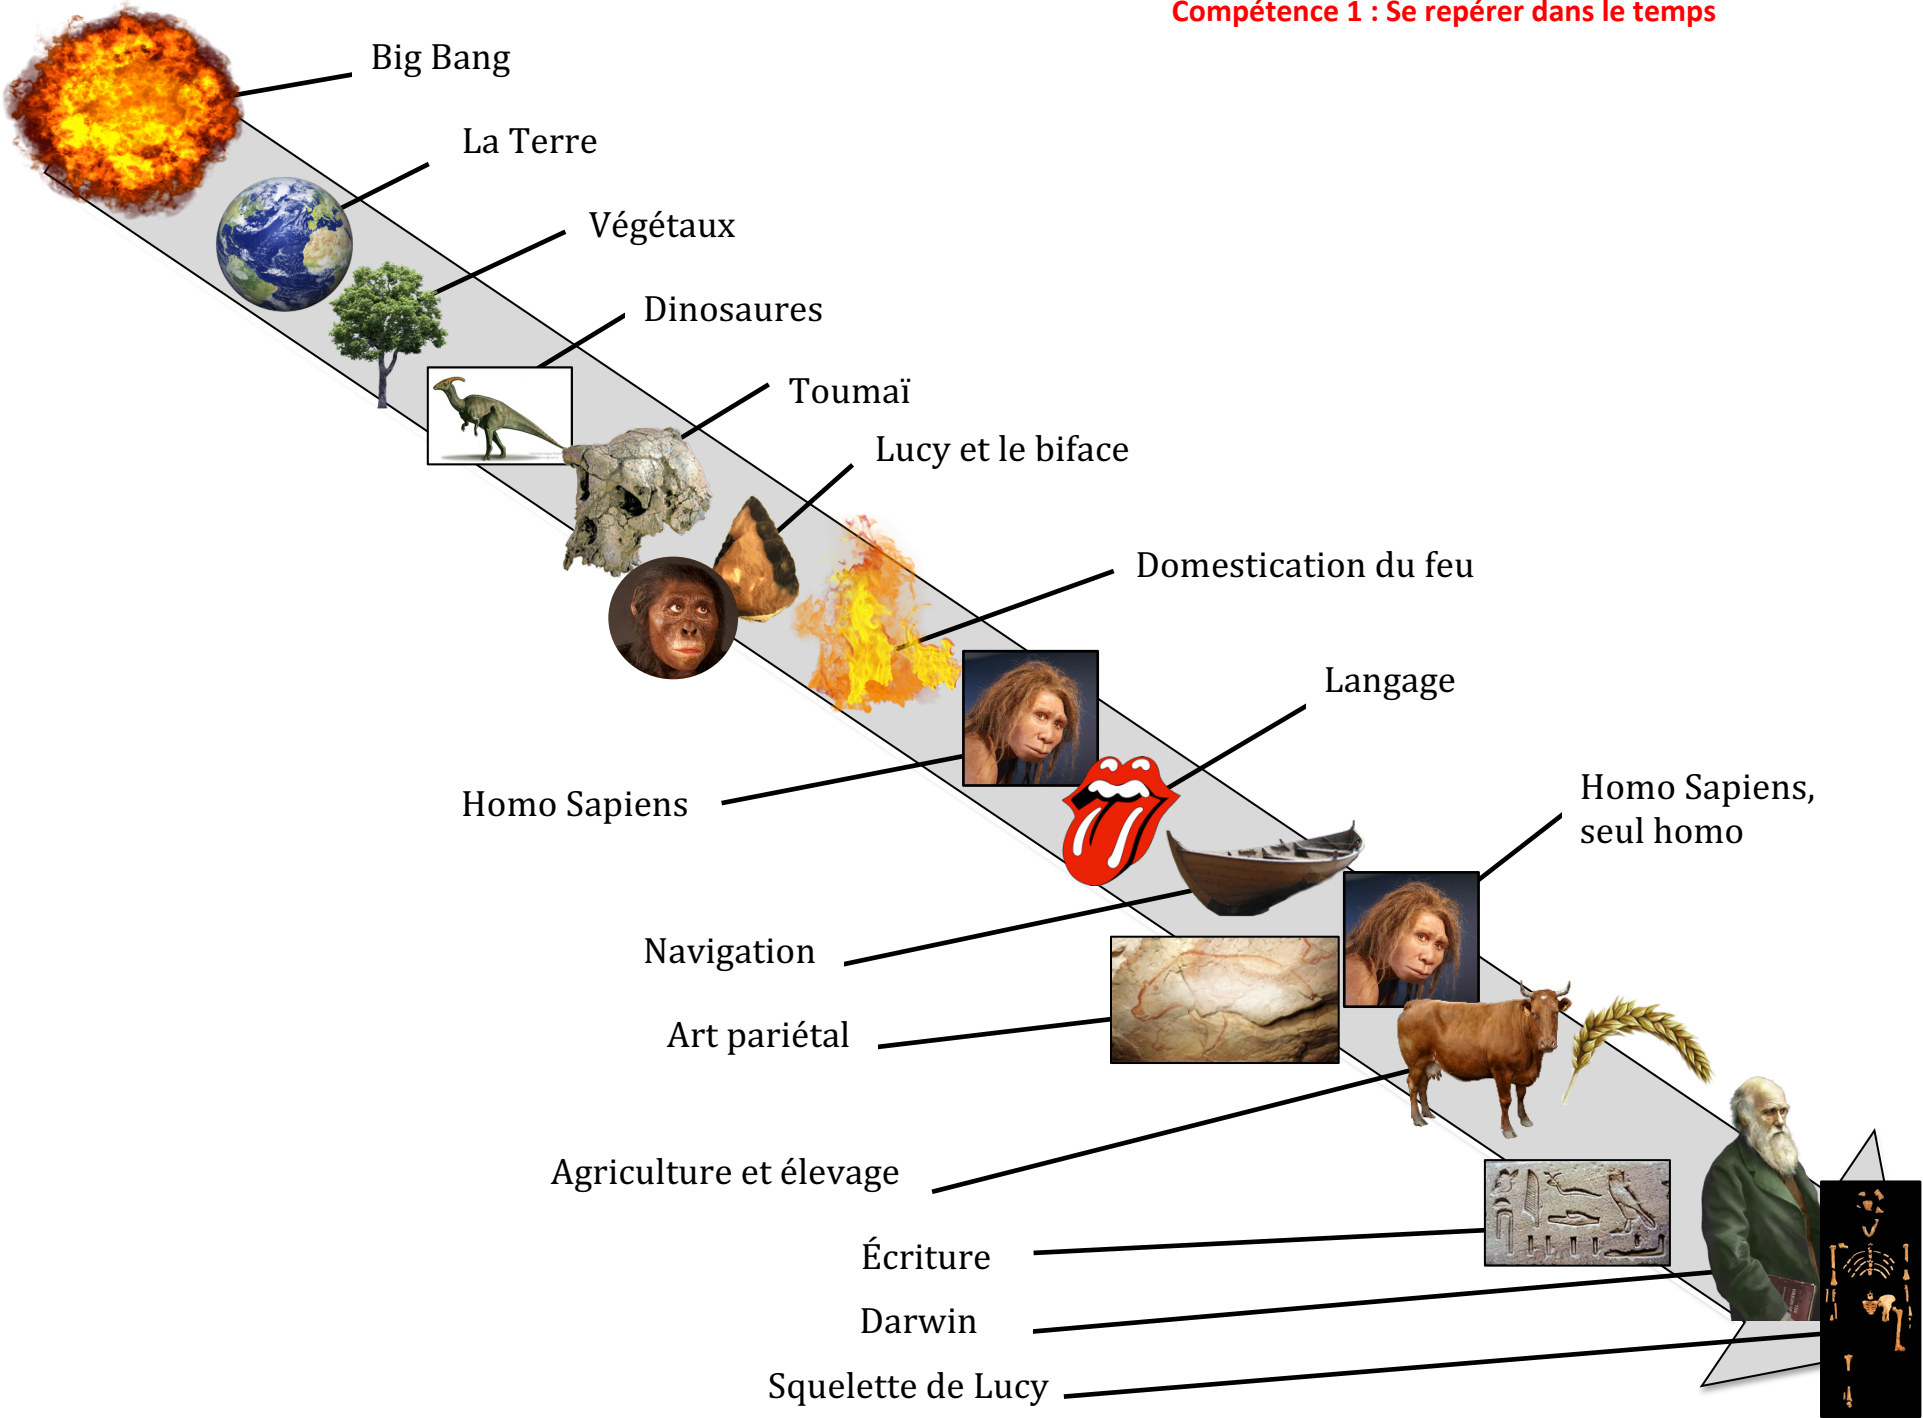 Compétence 1 : Se repérer dans le temps
Big Bang
La Terre
Végétaux
Dinosaures
Toumaï
Lucy et le biface
Domestication du feu
Langage
Homo Sapiens
Homo Sapiens,
seul homo
Navigation
Art pariétal
Agriculture et élevage
Écriture
Darwin
Squelette de Lucy